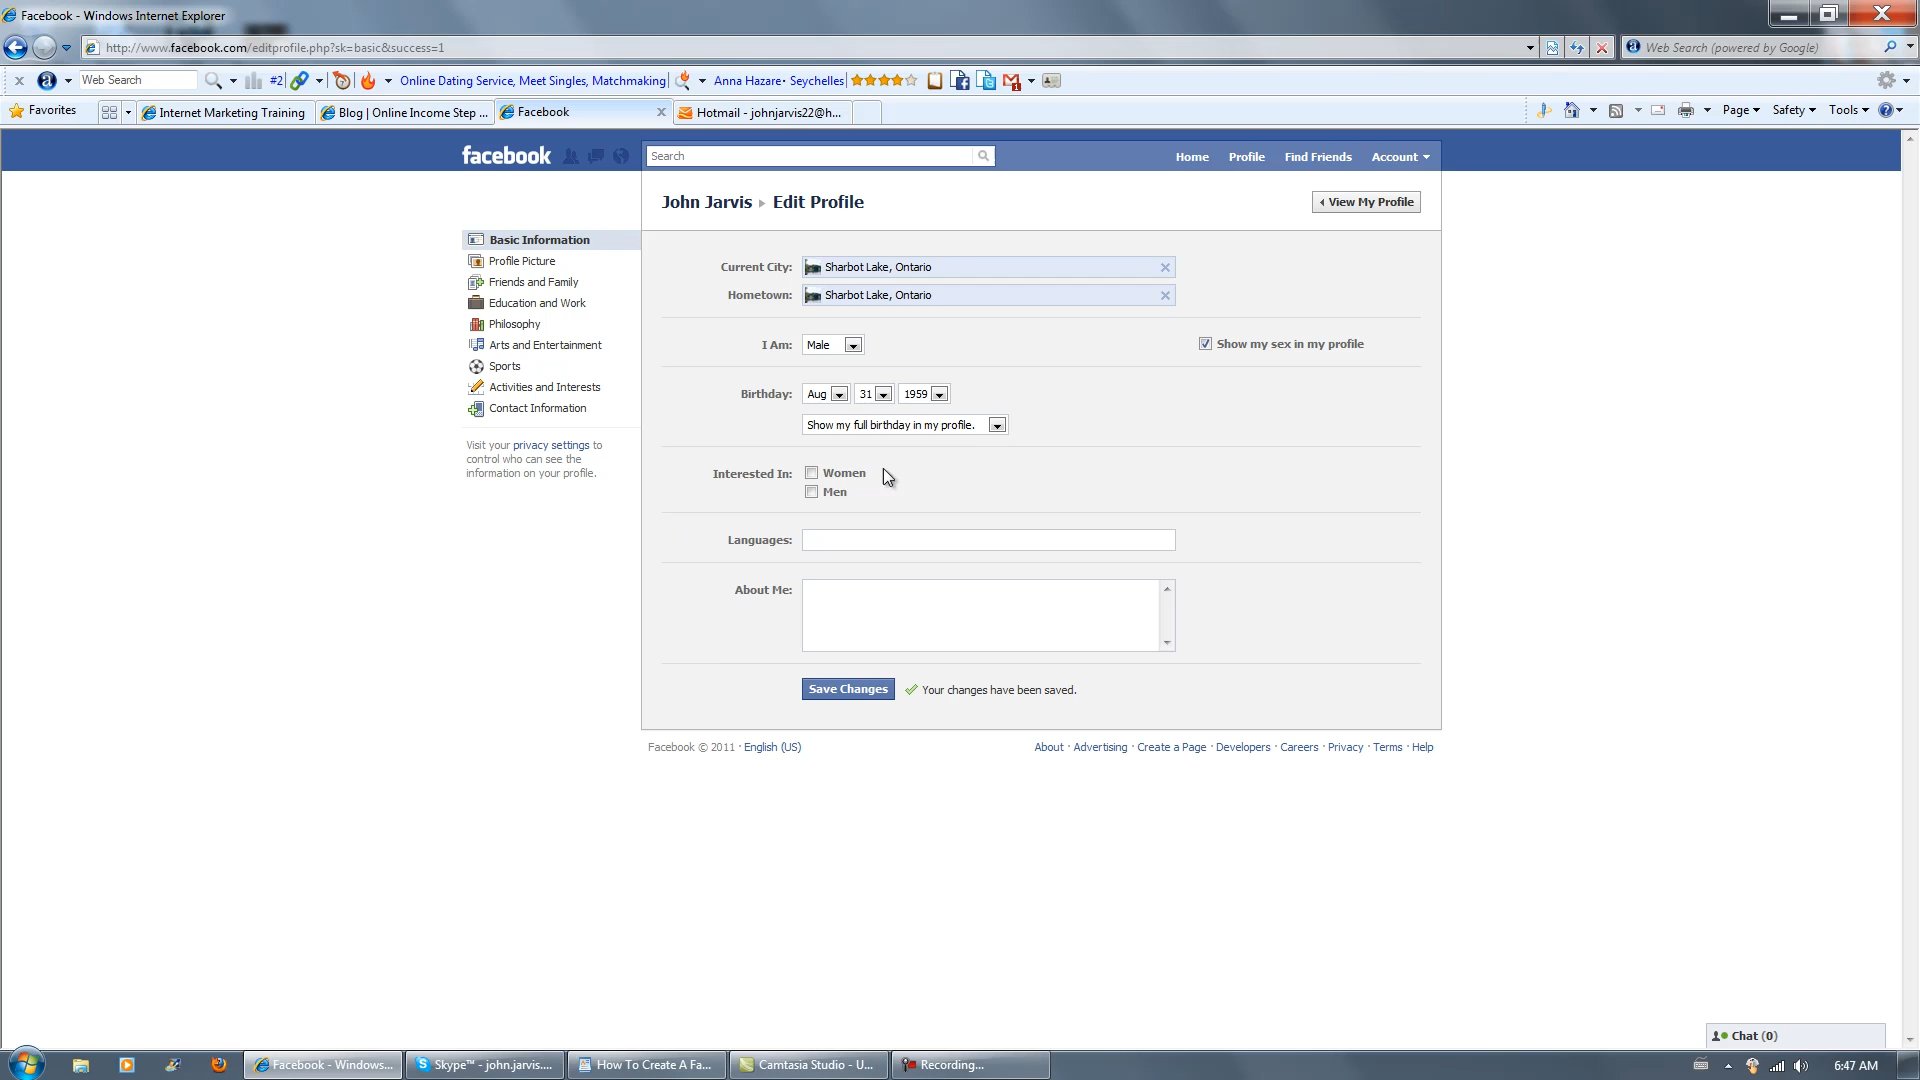 Facebook - Windows Internet Explorer
http://www.facebook.com/editprofile.php?sk=basic&success=1
Web Search (powered by Google)
Web Search
#2
Online Dating Service, Meet Singles, Matchmaking
Anna Hazare· Seychelles
1
Favorites
Internet Marketing Training
Blog | Online Income Step ...
Facebook
Hotmail - johnjarvis22@h...
Page
Safety
Tools
facebook
Search
Home
Profile
Find Friends
Account
John Jarvis
Edit Profile
View My Profile
Basic Information
Profile Picture
Friends and Family
Education and Work
Philosophy
Arts and Entertainment
Sports
Activities and Interests
Contact Information
Visit your privacy settings to
control who can see the
information on your profile.
Current City: Sharbot Lake, Ontario
Hometown: Sharbot Lake, Ontario
I Am: Male
Show my sex in my profile
Birthday: Aug 31 1959
Show my full birthday in my profile.
Interested In: Women
Men
Languages:
About Me:
Save Changes
Your changes have been saved.
Facebook © 2011 · English (US)
About · Advertising · Create a Page · Developers · Careers · Privacy · Terms · Help
Chat (0)
Facebook - Windows...
Skype™ - john.jarvis....
How To Create A Fa...
Camtasia Studio - U...
Recording...
6:47 AM